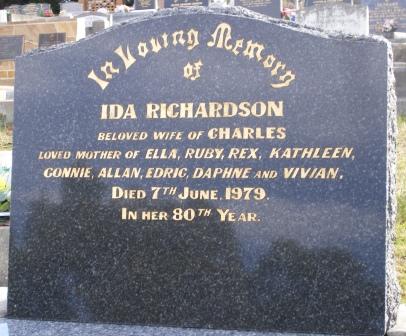 In Loving Memory
of
IDA RICHARDSON
BELOVED WIFE OF CHARLES
LOVED MOTHER OF ELLA, RUBY, REX, KATHLEEN,
CONNIE, ALLAN, EDRIC, DAPHNE AND VIVIAN.
DIED 7TH JUNE, 1979.
IN HER 80TH YEAR.